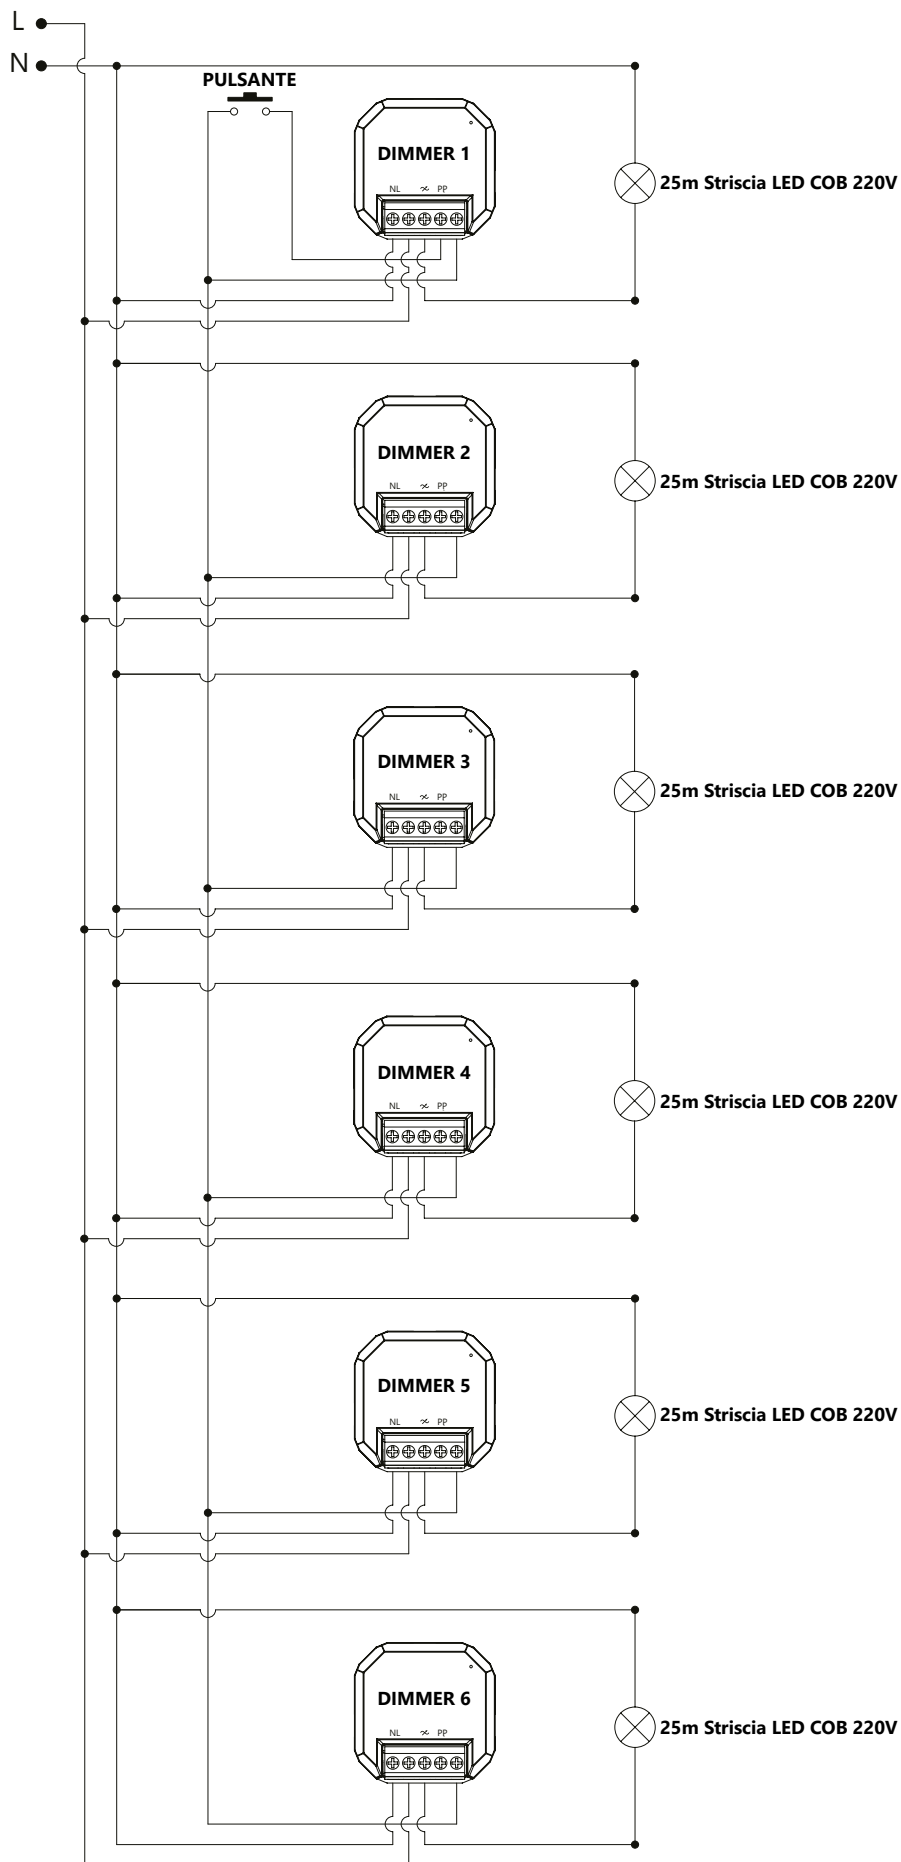 L
N
PULSANTE
DIMMER 1
NL PP
25m Striscia LED COB 220V
DIMMER 2
NL PP
25m Striscia LED COB 220V
DIMMER 3
NL PP
25m Striscia LED COB 220V
DIMMER 4
NL PP
25m Striscia LED COB 220V
DIMMER 5
NL PP
25m Striscia LED COB 220V
DIMMER 6
NL PP
25m Striscia LED COB 220V